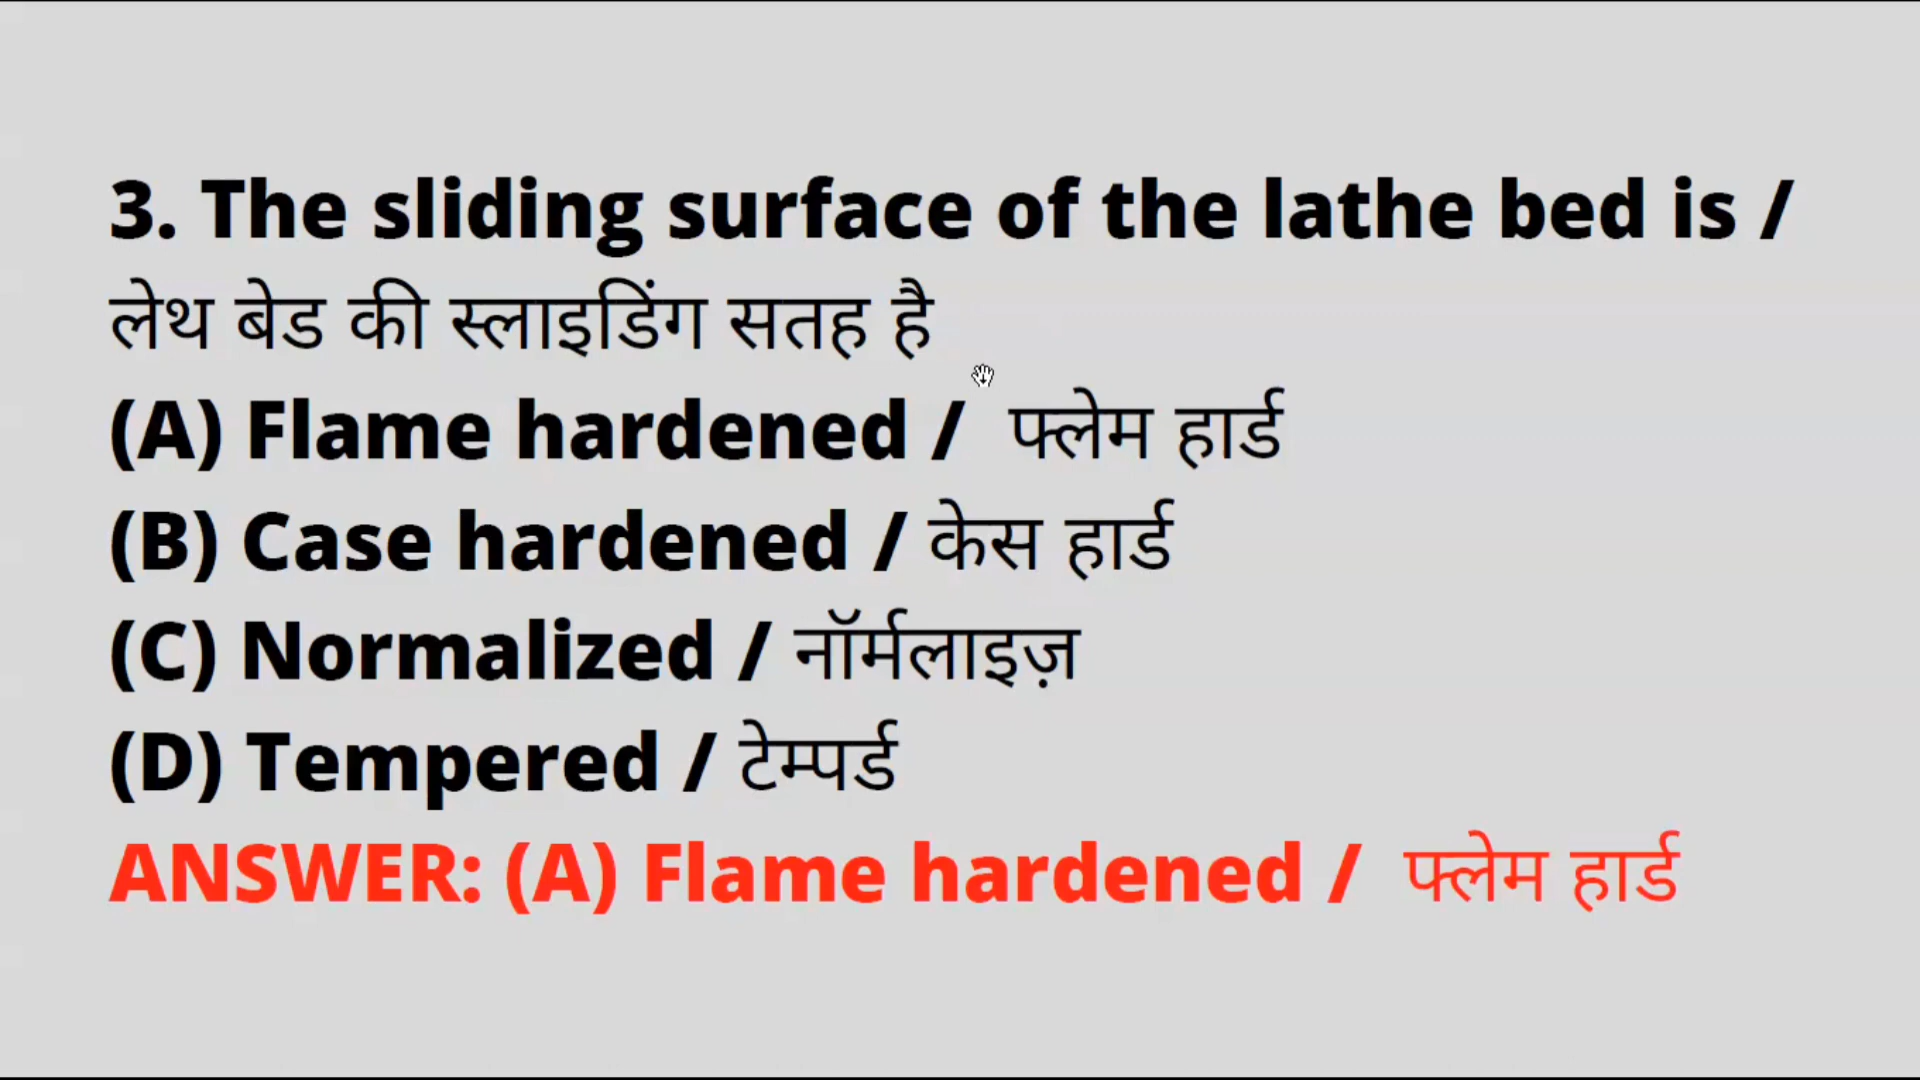 3. The sliding surface of the lathe bed is /
लेथ बेड की स्लाइडिंग सतह है
(A) Flame hardened / फ्लेम हार्ड
(B) Case hardened / केस हार्ड
(C) Normalized / नॉर्मलाइज़
(D) Tempered / टेम्पर्ड
ANSWER: (A) Flame hardened / फ्लेम हार्ड